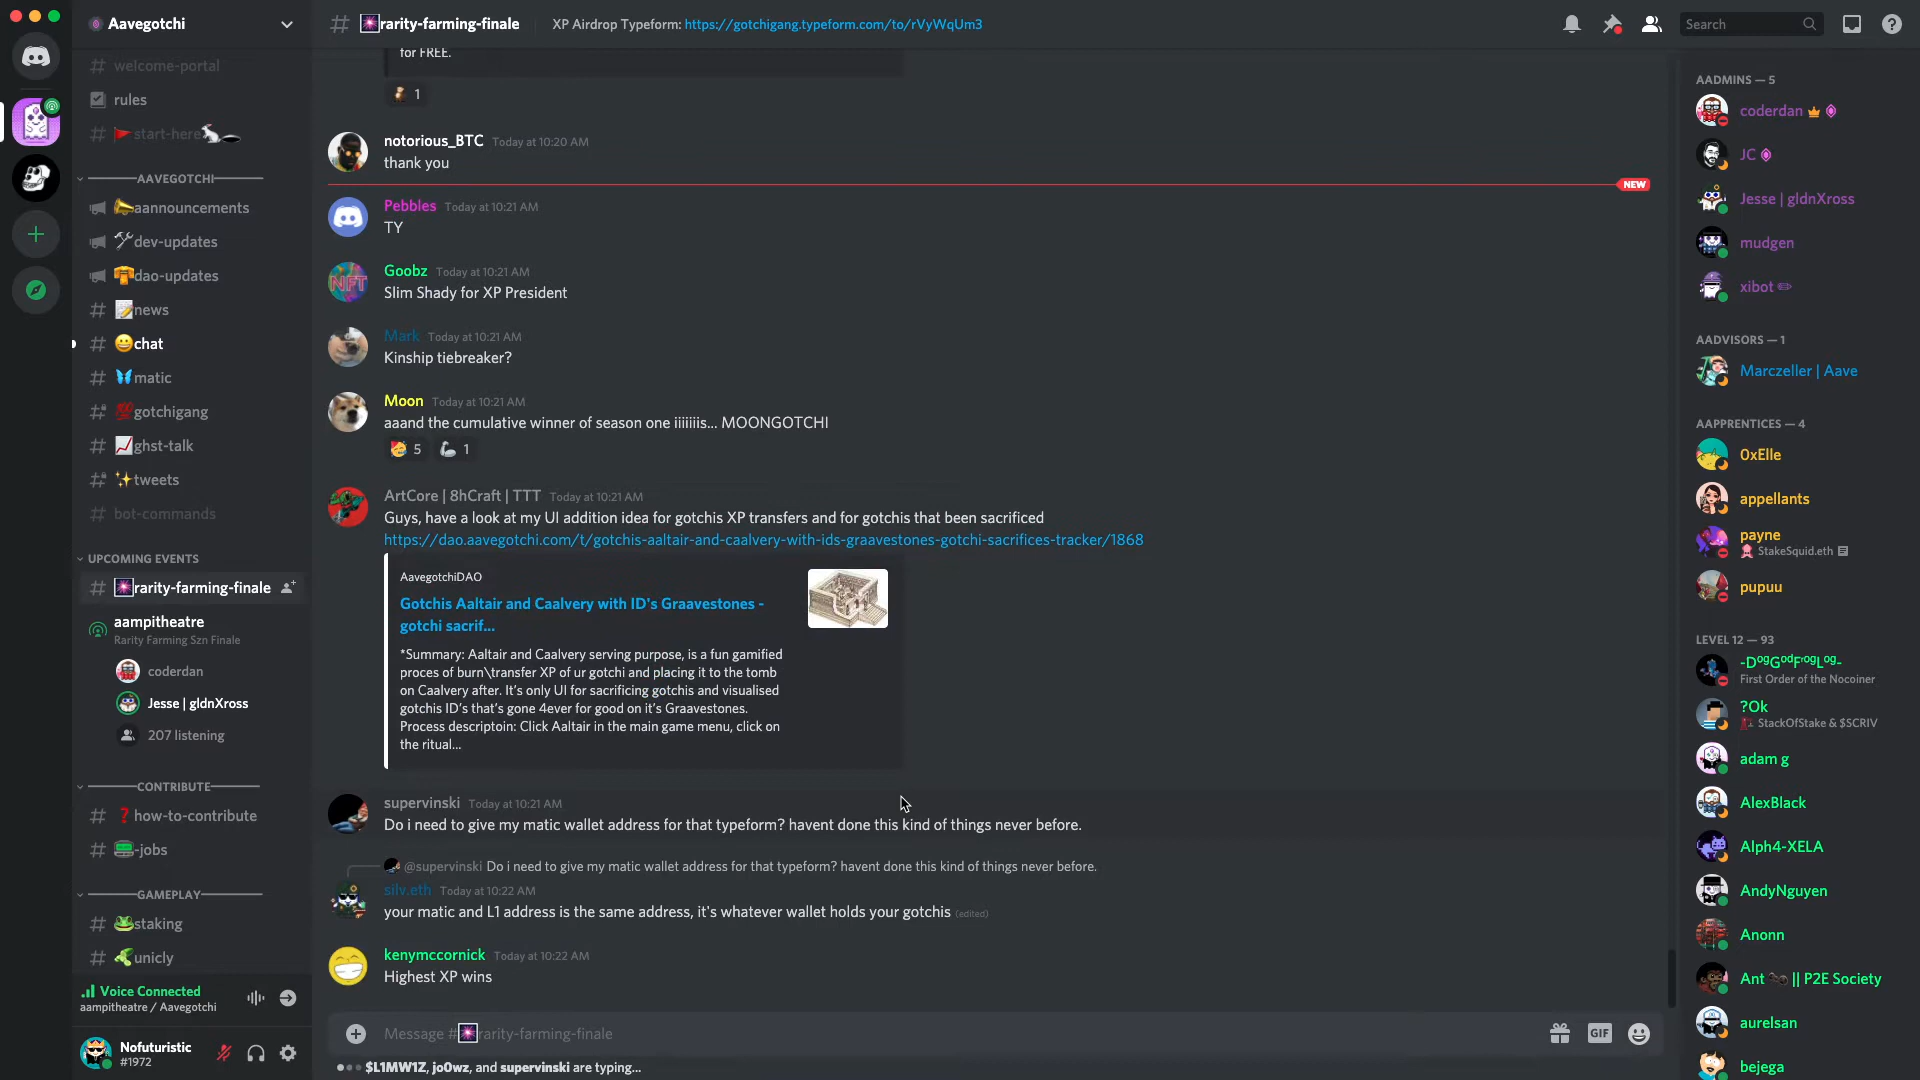 Aavegotchi
welcome-portal
rules
start-here
AAVEGOTCHI
aannouncements
dev-updates
dao-updates
news
chat
matic
gotchigang
ghst-talk
tweets
bot-commands
UPCOMING EVENTS
rarity-farming-finale
aampitheatre
Rarity Farming Szn Finale
coderdan
Jesse | gldnXross
207 listening
CONTRIBUTE
how-to-contribute
-jobs
GAMEPLAY
staking
unicly
Voice Connected
aampitheatre / Aavegotchi
Nofuturistic
#1972
rarity-farming-finale
XP Airdrop Typeform: https://gotchigang.typeform.com/to/rVyWqUm3
Search
for FREE.
1
notorious_BTC Today at 10:20 AM
thank you
NEW
Pebbles Today at 10:21 AM
TY
Goobz Today at 10:21 AM
Slim Shady for XP President
NFT
Mark Today at 10:21 AM
Kinship tiebreaker?
Moon Today at 10:21 AM
aaand the cumulative winner of season one iiiiiiis... MOONGOTCHI
5 1
ArtCore | 8hCraft | TTT Today at 10:21 AM
Guys, have a look at my UI addition idea for gotchis XP transfers and for gotchis that been sacrificed
https://dao.aavegotchi.com/t/gotchis-aaltair-and-caalvery-with-ids-graavestones-gotchi-sacrifices-tracker/1868
AavegotchiDAO
Gotchis Aaltair and Caalvery with ID's Graavestones -
gotchi sacrif...
*Summary: Aaltair and Caalvery serving purpose, is a fun gamified
proces of burn\transfer XP of ur gotchi and placing it to the tomb
on Caalvery after. It's only UI for sacrificing gotchis and visualised
gotchis ID's that's gone 4ever for good on it's Graavestones.
Process descriptoin: Click Aaltair in the main game menu, click on
the ritual...
supervinski Today at 10:21 AM
Do i need to give my matic wallet address for that typeform? havent done this kind of things never before.
@supervinski Do i need to give my matic wallet address for that typeform? havent done this kind of things never before.
silv.eth Today at 10:22 AM
your matic and L1 address is the same address, it's whatever wallet holds your gotchis (edited)
kenymccornick Today at 10:22 AM
Highest XP wins
Message #rarity-farming-finale
GIF
$L1MW1Z, jo0wz, and supervinski are typing...
AADMINS — 5
coderdan
JC
Jesse | gldnXross
mudgen
xibot
AADVISORS — 1
Marczeller | Aave
AAPRENTICES — 4
0xElle
appellants
payne
StakeSquid.eth
pupuu
LEVEL 12 — 93
-DᵒᵍGᵒᵈFʳᵒᵍLᵒᵍ-
First Order of the Nocoiner
?Ok
StackOfStake & $SCRIV
adam g
AlexBlack
Alph4-XELA
AndyNguyen
Anonn
Ant || P2E Society
aurelsan
bejega